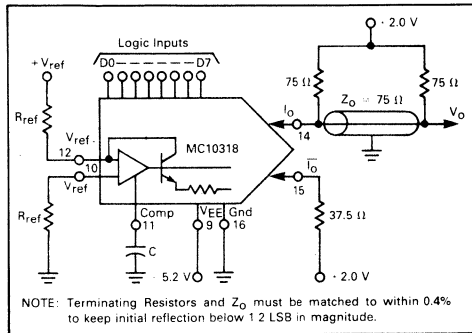 Logic Inputs
D0 D7
+ Vref
Rref
Vref
12
MC10318
10
Vref
Rref
Comp
11
C
VEE
9
Gnd
16
- 5.2 V
- 2.0 V
75 Ω
75 Ω
Io
14
Zo = 75 Ω
Vo
Io
15
37.5 Ω
- 2.0 V
NOTE: Terminating Resistors and Zo must be matched to within 0.4%
to keep initial reflection below 1 2 LSB in magnitude.